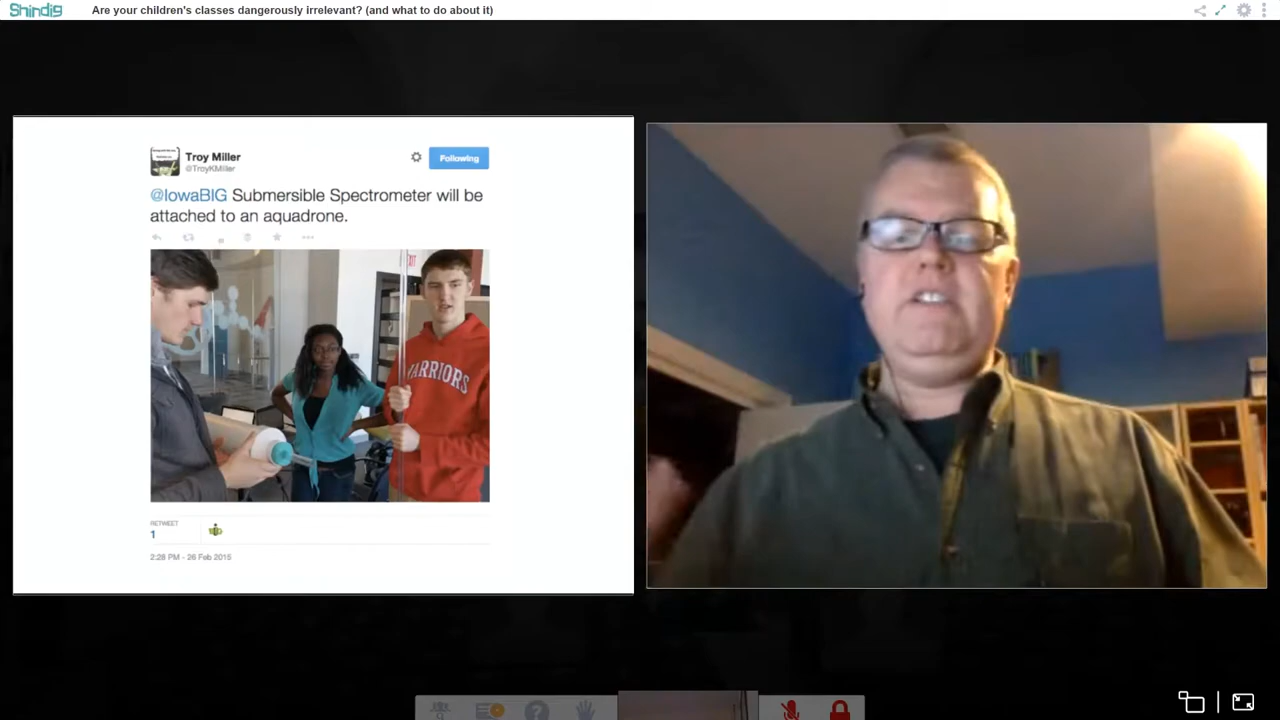 Shindig
Are your children's classes dangerously irrelevant? (and what to do about it)
Troy Miller
@TroyKMiller
Following
@IowaBIG Submersible Spectrometer will be
attached to an aquadrone.
WARRIORS
RETWEET
1
2:28 PM - 26 Feb 2015